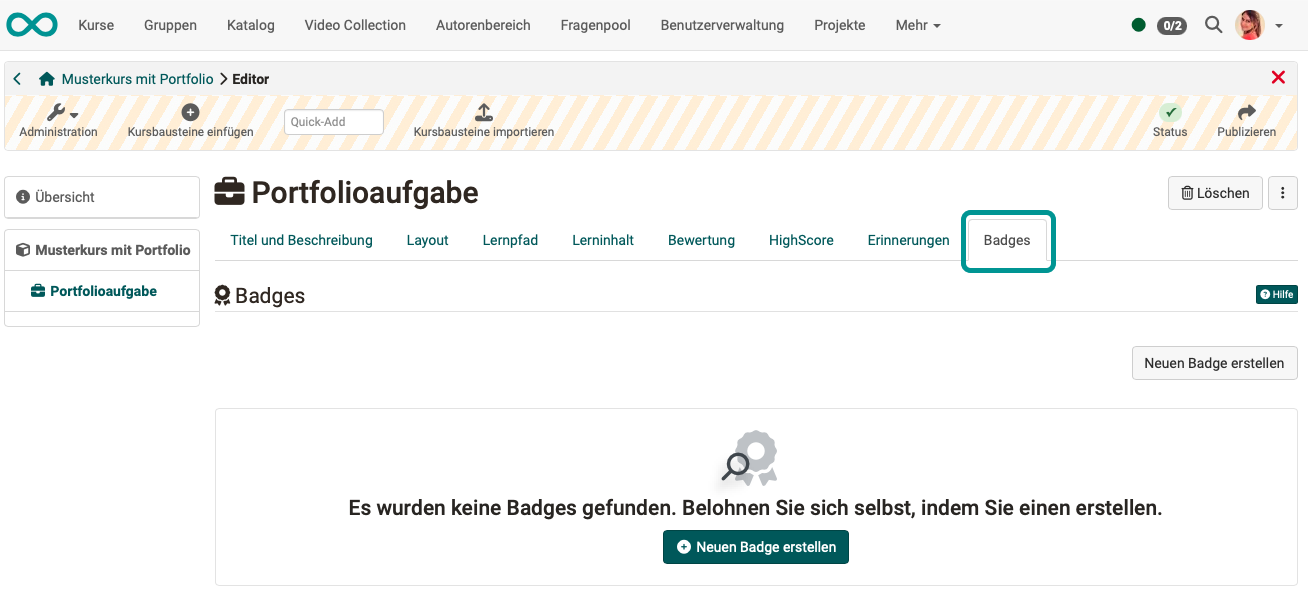 Kurse Gruppen Katalog Video Collection Autorenbereich Fragenpool Benutzerverwaltung Projekte Mehr 0/2
Musterkurs mit Portfolio Editor
Administration Kursbausteine einfügen Quick-Add Kursbausteine importieren Status Publizieren
Übersicht
Musterkurs mit Portfolio
Portfolioaufgabe
Portfolioaufgabe Löschen
Titel und Beschreibung Layout Lernpfad Lerninhalt Bewertung HighScore Erinnerungen Badges
Badges Hilfe
Neuen Badge erstellen
Es wurden keine Badges gefunden. Belohnen Sie sich selbst, indem Sie einen erstellen.
Neuen Badge erstellen